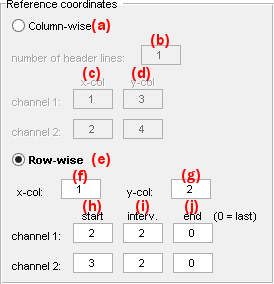 Reference coordinates
Column-wise (a)
(b)
number of header lines: 1
(c) (d)
x-col y-col
channel 1: 1 3
channel 2: 2 4
Row-wise (e)
(f) (g)
x-col: 1 y-col: 2
(h) (i) (j)
start interv. end (0 = last)
channel 1: 2 2 0
channel 2: 3 2 0